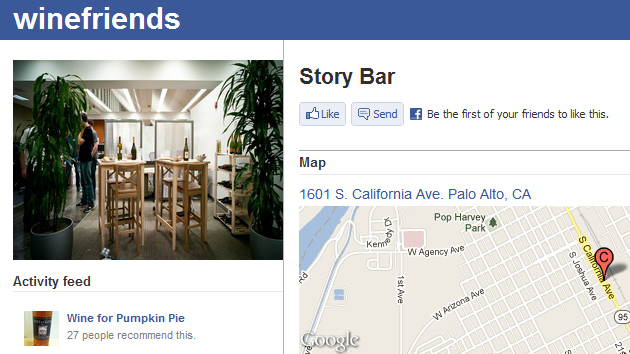 winefriends
Story Bar
Like
Send
Be the first of your friends to like this.
Map
1601 S. California Ave. Palo Alto, CA
Pop Harvey
Park
W Agency Ave
1st Ave
W Arizona Ave
S California Ave
S Joshua Ave
C
95
Google
Activity feed
Wine for Pumpkin Pie
27 people recommend this.